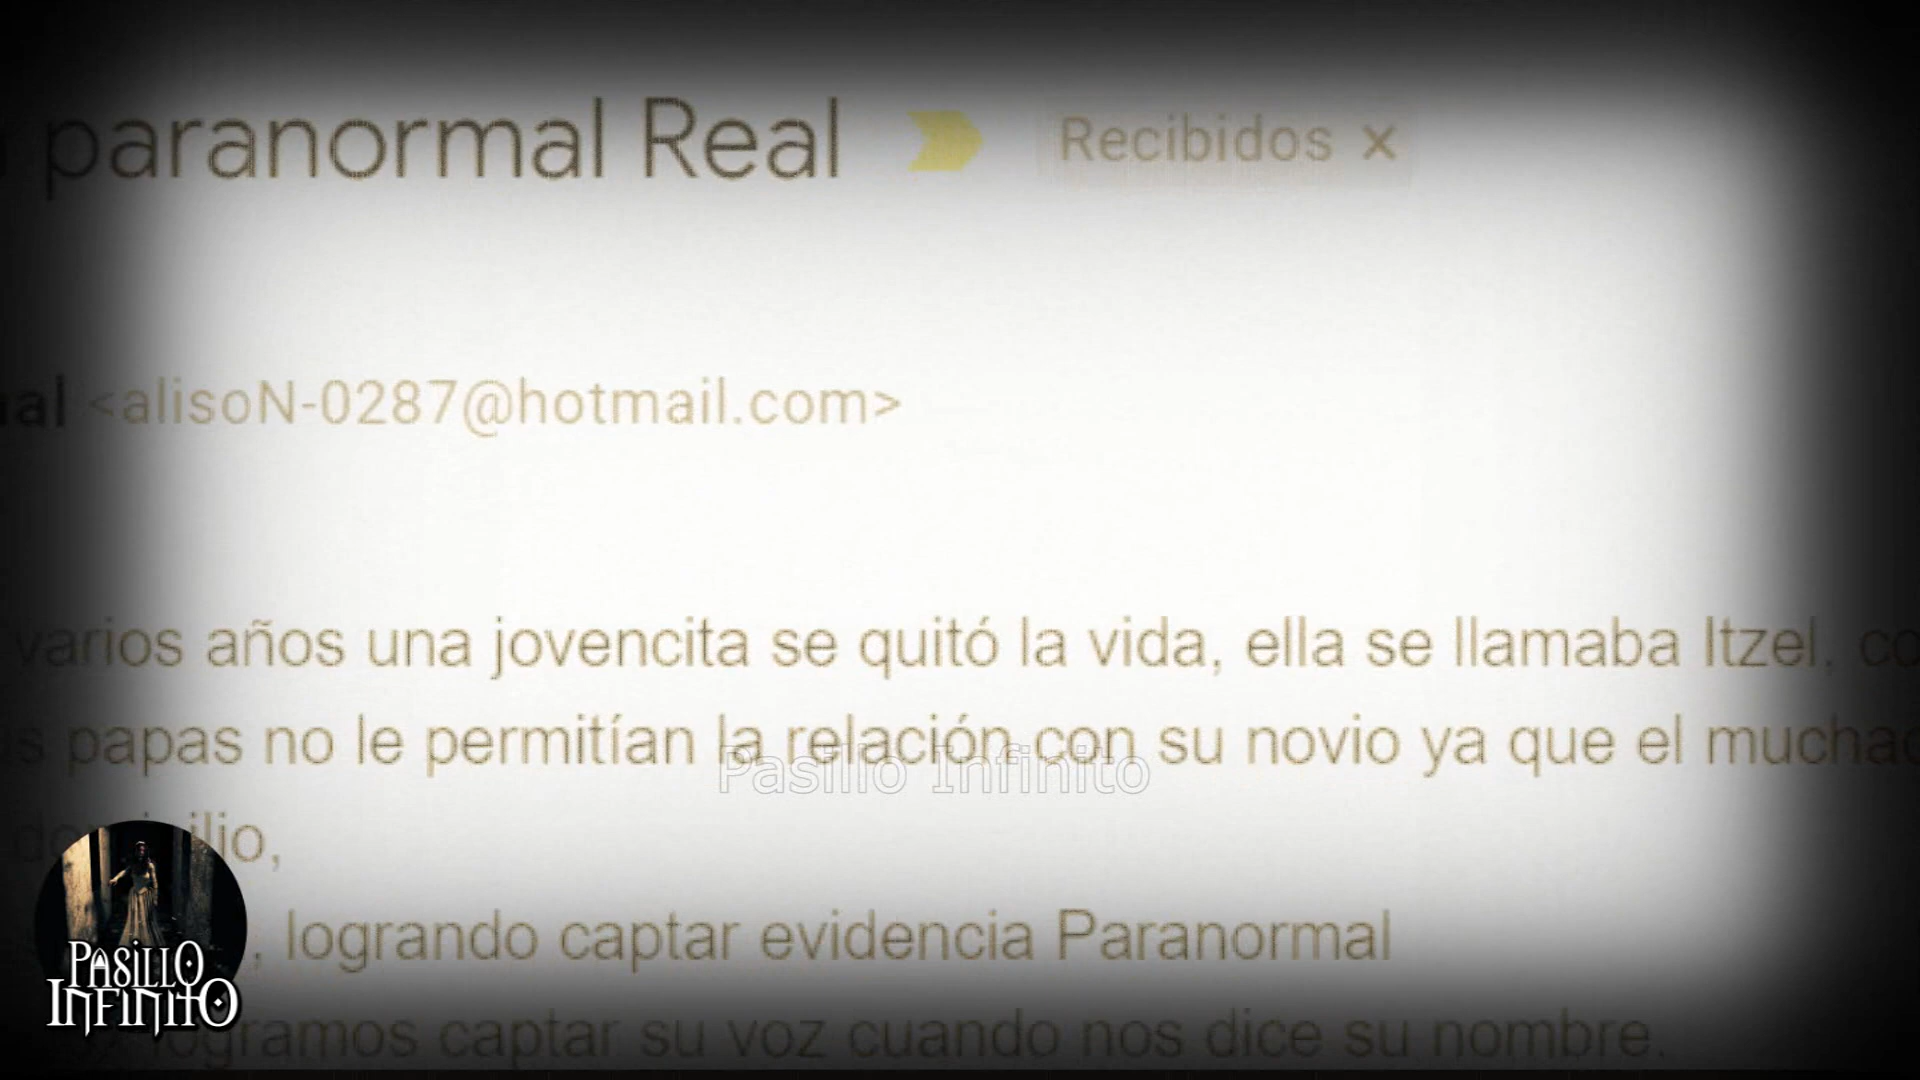 paranormal Real Recibidos ×
<alisoN-0287@hotmail.com>
varios años una jovencita se quitó la vida, ella se llamaba Itzel,
papas no le permitían la relación con su novio ya que el
Pasillo Infinito
logrando captar evidencia Paranormal
PASILLO
INFINITO
logramos captar su voz cuando nos dice su nombre.